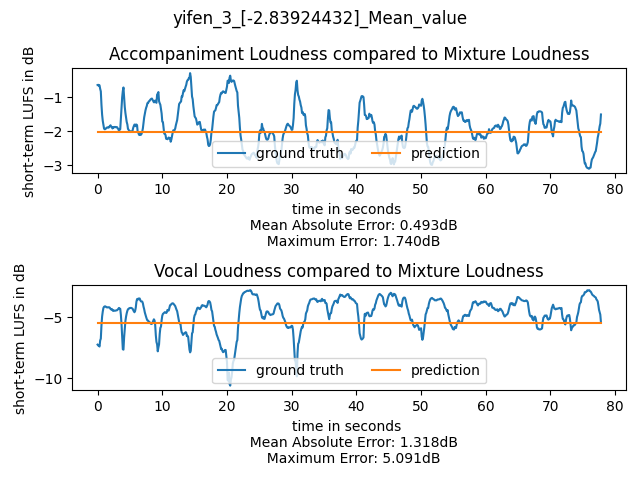 yifen_3_[-2.83924432]_Mean_value
Accompaniment Loudness compared to Mixture Loudness
short-term LUFS in dB
−1
−2
−3
ground truth
prediction
0 10 20 30 40 50 60 70 80
time in seconds
Mean Absolute Error: 0.493dB
Maximum Error: 1.740dB
Vocal Loudness compared to Mixture Loudness
short-term LUFS in dB
−5
−10
ground truth
prediction
0 10 20 30 40 50 60 70 80
time in seconds
Mean Absolute Error: 1.318dB
Maximum Error: 5.091dB